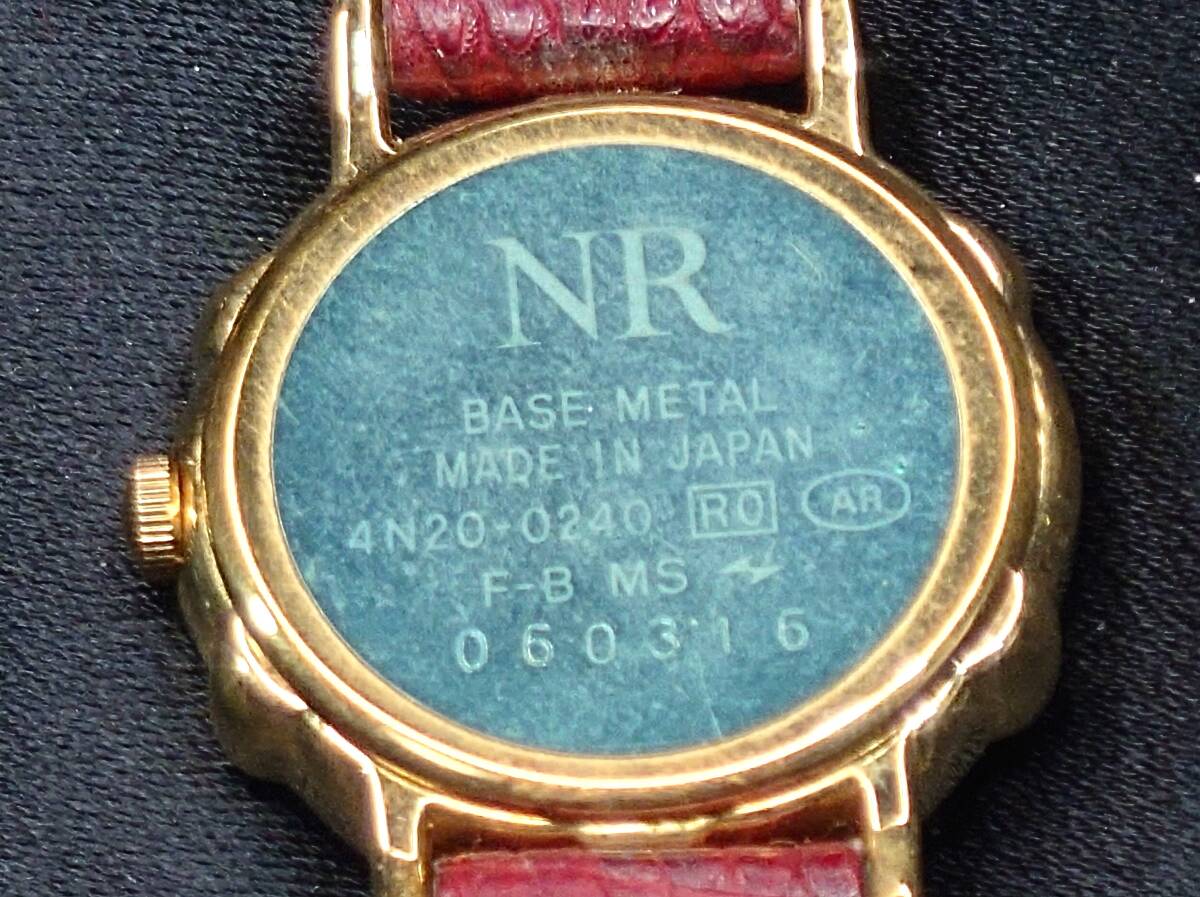 NR
BASE METAL
MADE IN JAPAN
4N20-0240 RO AR
F-B MS
060316